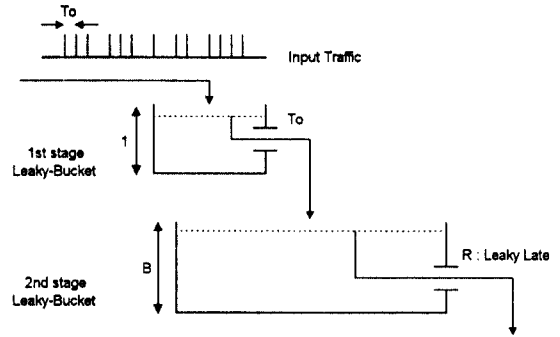 To
Input Traffic
1
To
1st stage
Leaky-Bucket
B
R : Leaky Late
2nd stage
Leaky-Bucket